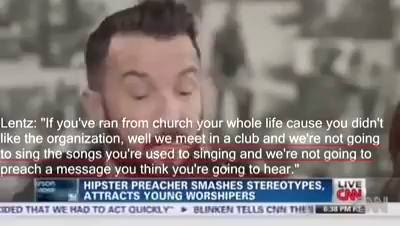 Lentz: "If you've ran from church your whole life cause you didn't
like the organization, well we meet in a club and we're not going
to sing the songs you're used to singing and we're not going to
preach a message you think you're going to hear."
HIPSTER PREACHER SMASHES STEREOTYPES,
ATTRACTS YOUNG WORSHIPERS
LIVE
CNN
CIDED THAT WE HAD TO ACT QUICKLY" BLINKEN TELLS CNN THE
6:38 PM